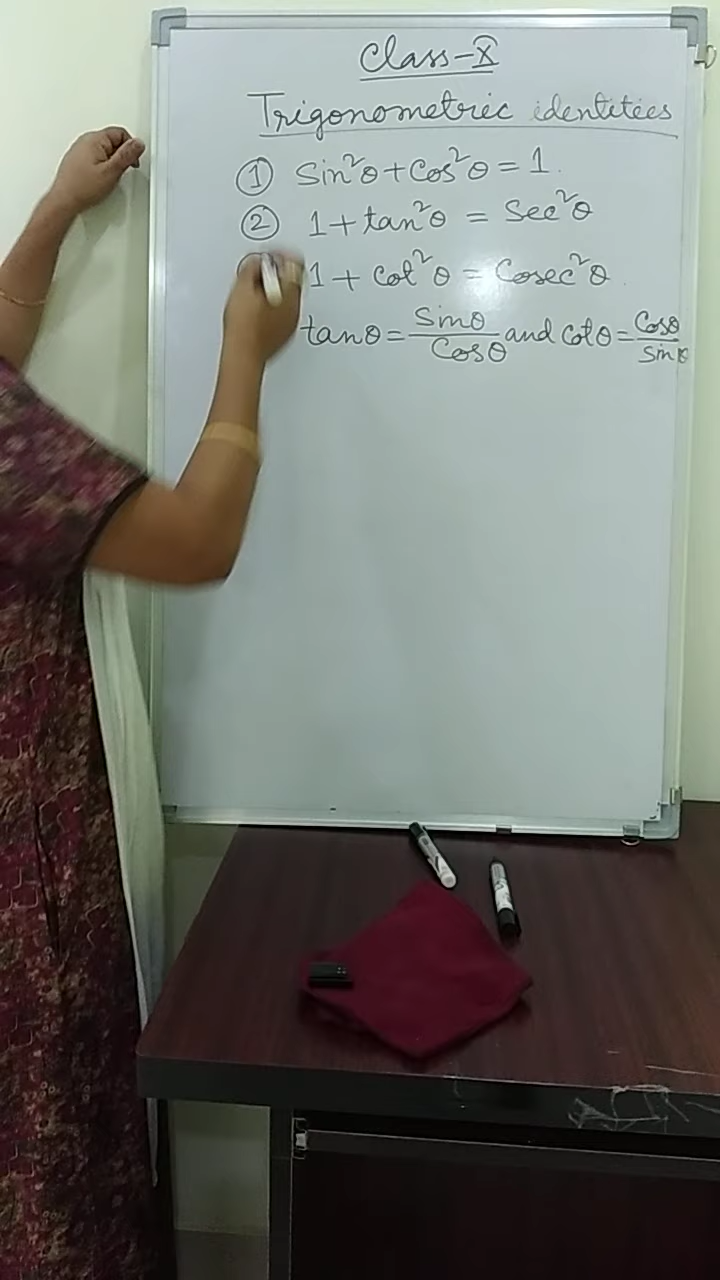 Class-X
Trigonometric identities
① Sin²θ + Cos²θ = 1.
② 1 + tan²θ = Sec²θ
1 + Cot²θ = Cosec²θ.
tanθ = Sinθ/Cosθ and Cotθ = Cosθ/Sinθ